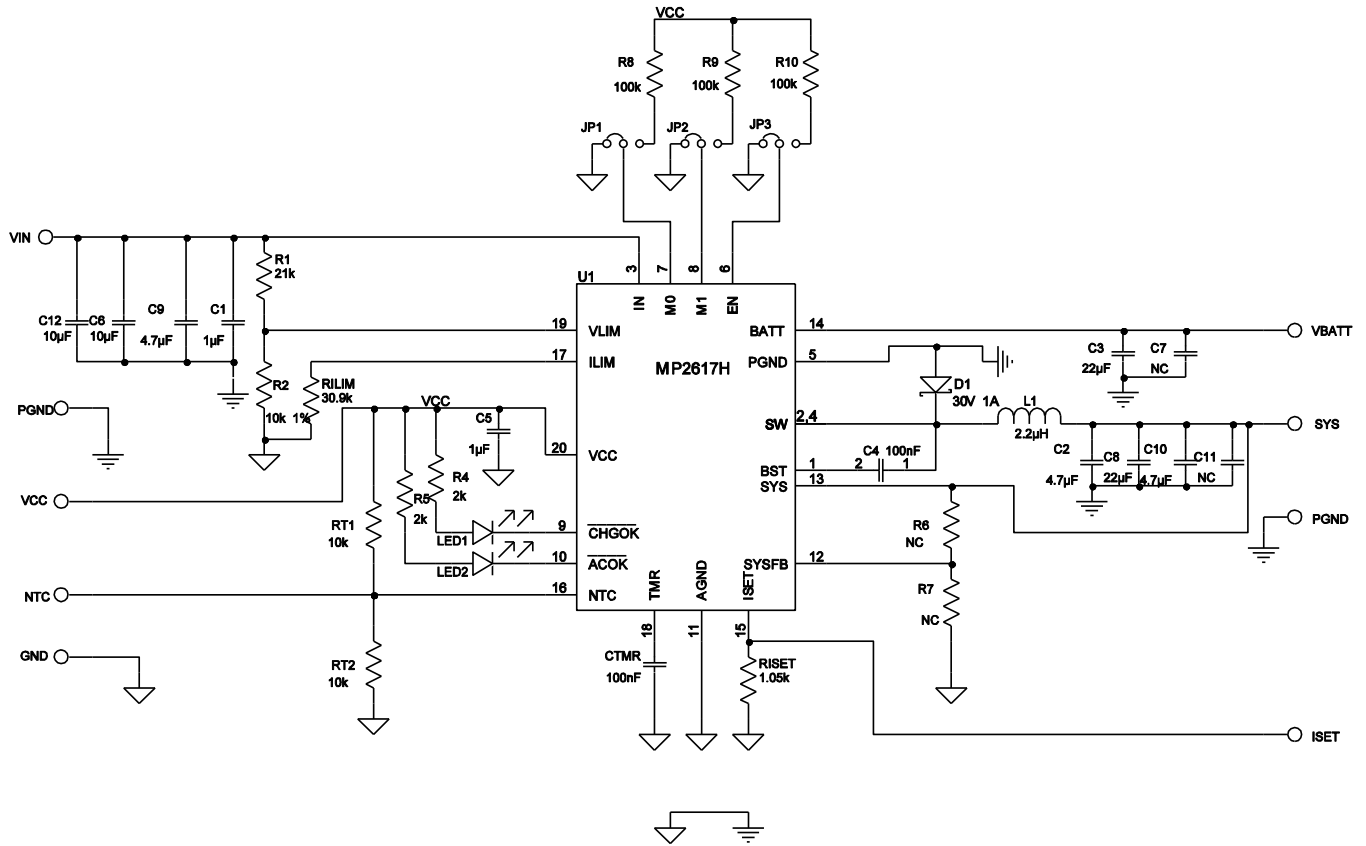 VCC
R8
100k
R9
100k
R10
100k
JP1
JP2
JP3
VIN
R1
21k
C12
10µF
C6
10µF
C9
4.7µF
C1
1µF
R2
10k 1%
RILIM
30.9k
PGND
VCC
C5
1µF
VCC
R4
2k
R5
2k
RT1
10k
LED1
LED2
NTC
GND
RT2
10k
U1
MP2617H
3
7
8
6
IN
M0
M1
EN
19
VLIM
17
ILIM
20
VCC
9
CHGOK
10
ACOK
16
NTC
TMR
AGND
ISET
18
11
15
BATT
14
PGND
5
SW
2,4
BST
1
SYS
13
SYSFB
12
CTMR
100nF
RISET
1.05k
C3
22µF
C7
NC
VBATT
D1
30V 1A
L1
2.2µH
C4 100nF
2
1
C2
4.7µF
C8
22µF
C10
4.7µF
C11
NC
SYS
R6
NC
R7
NC
PGND
ISET